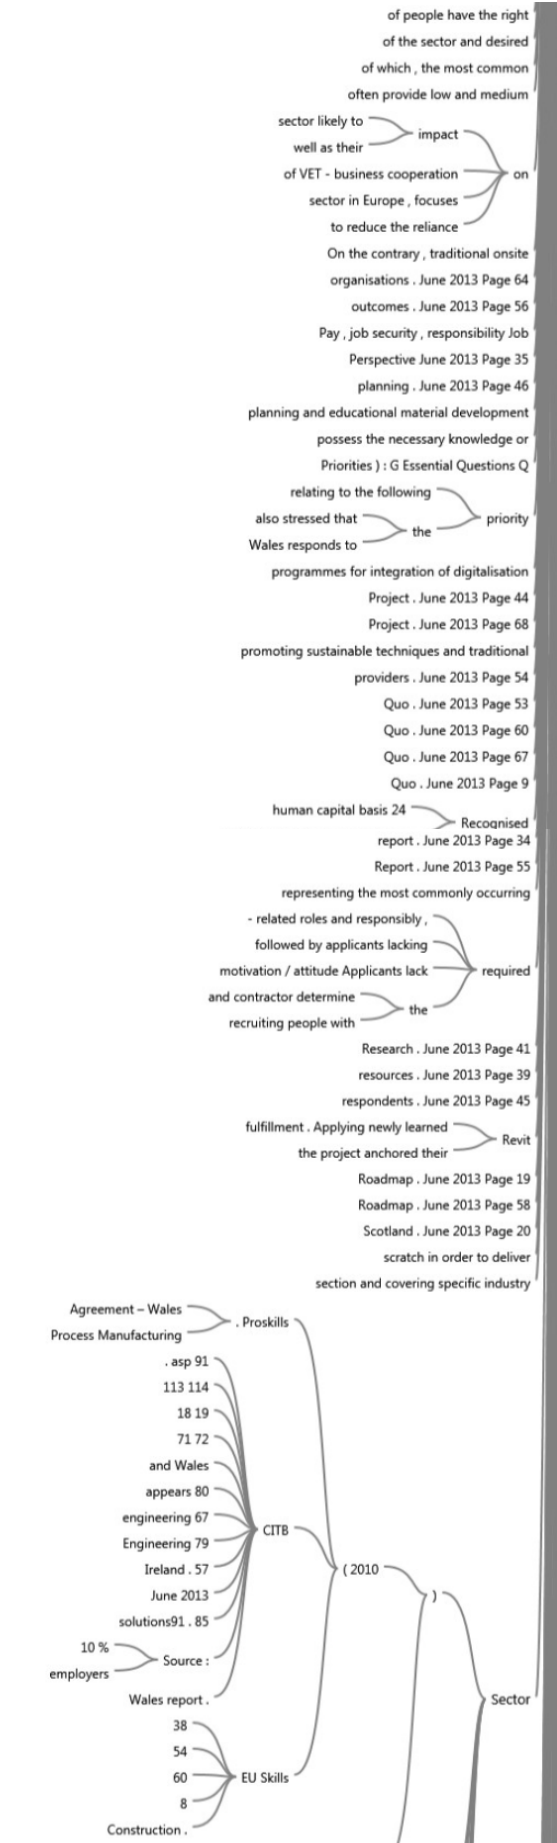 of people have the right
of the sector and desired
of which , the most common
often provide low and medium
sector likely to
impact
well as their
of VET - business cooperation
on
sector in Europe , focuses
to reduce the reliance
On the contrary , traditional onsite
organisations . June 2013 Page 64
outcomes . June 2013 Page 56
Pay , job security , responsibility Job
Perspective June 2013 Page 35
planning . June 2013 Page 46
planning and educational material development
possess the necessary knowledge or
Priorities ) : G Essential Questions Q
relating to the following
also stressed that
priority
the
Wales responds to
programmes for integration of digitalisation
Project . June 2013 Page 44
Project . June 2013 Page 68
promoting sustainable techniques and traditional
providers . June 2013 Page 54
Quo . June 2013 Page 53
Quo . June 2013 Page 60
Quo . June 2013 Page 67
Quo . June 2013 Page 9
human capital basis 24
Recognised
report . June 2013 Page 34
Report . June 2013 Page 55
representing the most commonly occurring
- related roles and responsibly ,
followed by applicants lacking
motivation / attitude Applicants lack
required
and contractor determine
the
recruiting people with
Research . June 2013 Page 41
resources . June 2013 Page 39
respondents . June 2013 Page 45
fulfillment . Applying newly learned
Revit
the project anchored their
Roadmap . June 2013 Page 19
Roadmap . June 2013 Page 58
Scotland . June 2013 Page 20
scratch in order to deliver
section and covering specific industry
Agreement – Wales
. Proskills
Process Manufacturing
. asp 91
113 114
18 19
71 72
and Wales
appears 80
engineering 67
CITB
Engineering 79
Ireland . 57
( 2010
June 2013
)
solutions91 . 85
10 %
Source :
employers
Wales report .
Sector
38
54
60
EU Skills
8
Construction .